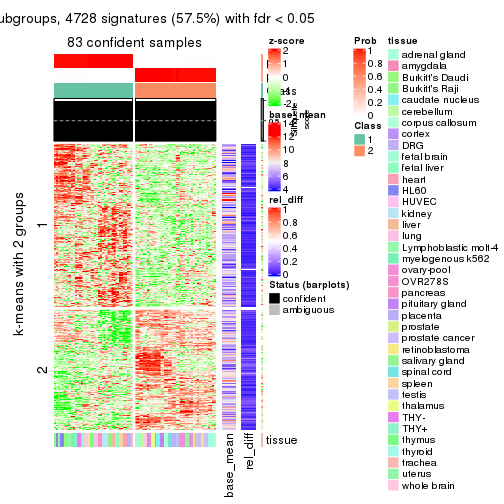 ubgroups, 4728 signatures (57.5%) with fdr < 0.05
83 confident samples
k-means with 2 groups
1
2
base_mean
rel_diff
tissue
z-score
2
1
0
-1
-2
base_mean
14
12
10
8
6
4
rel_diff
1
0.8
0.6
0.4
0.2
0
Status (barplots)
confident
ambiguous
Prob
1
0.8
0.6
0.4
0.2
0
Class
1
2
tissue
adrenal gland
amygdala
Burkitt's Daudi
Burkitt's Raji
caudate nucleus
cerebellum
corpus callosum
cortex
DRG
fetal brain
fetal liver
heart
HL60
HUVEC
kidney
liver
lung
Lymphoblastic molt-4
myelogenous k562
ovary-pool
OVR278S
pancreas
pituitary gland
placenta
prostate
prostate cancer
retinoblastoma
salivary gland
spinal cord
spleen
testis
thalamus
THY-
THY+
thymus
thyroid
trachea
uterus
whole brain